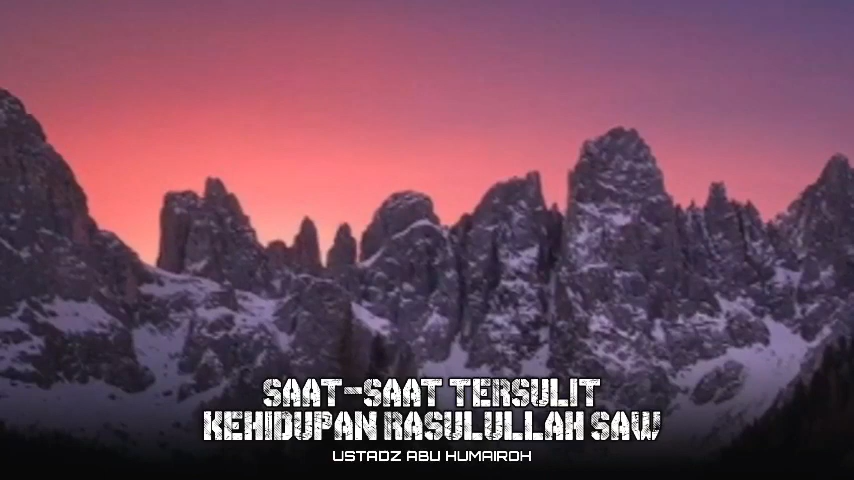 SAAT-SAAT TERSULIT
KEHIDUPAN RASULULLAH SAW
USTADZ ABU HUMAIROH